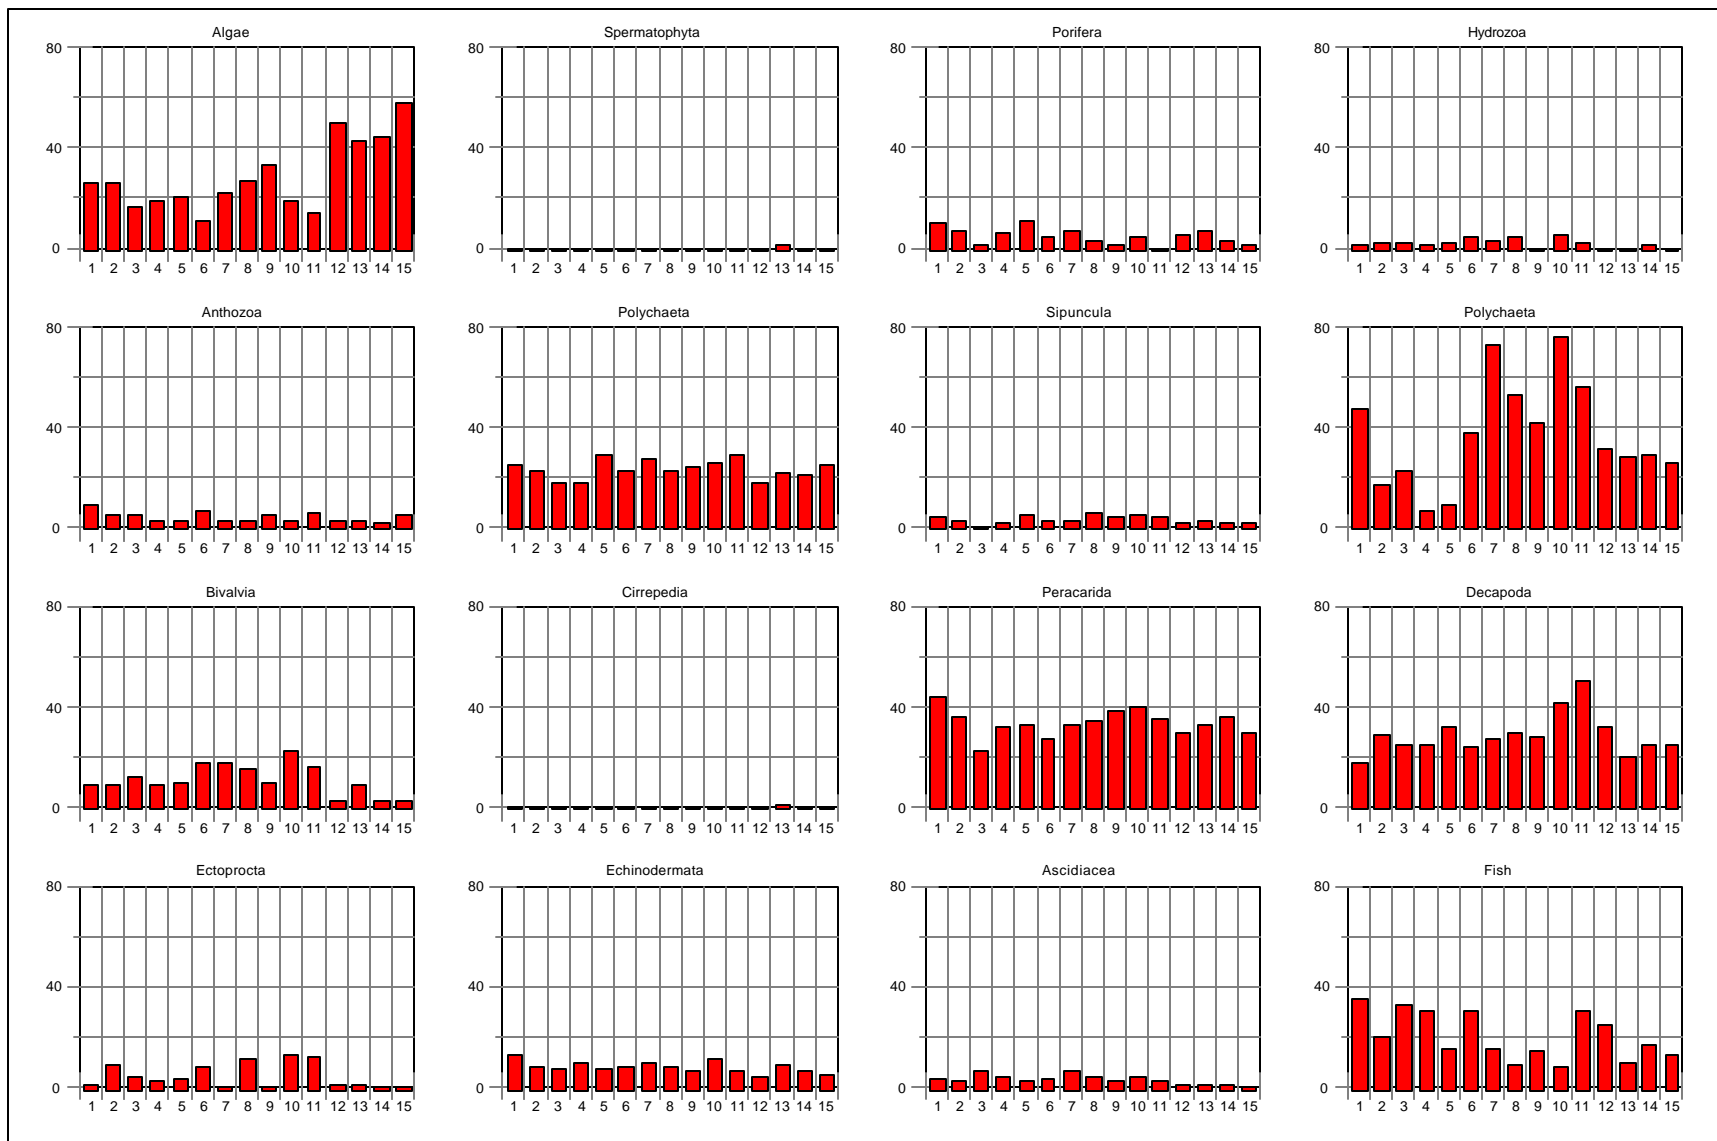 Algae Spermatophyta Porifera Hydrozoa
80 80 80 80
40 40 40 40
0 0 0 0
1 2 3 4 5 6 7 8 9 10 11 12 13 14 15 1 2 3 4 5 6 7 8 9 10 11 12 13 14 15 1 2 3 4 5 6 7 8 9 10 11 12 13 14 15 1 2 3 4 5 6 7 8 9 10 11 12 13 14 15
Anthozoa Polychaeta Sipuncula Polychaeta
80 80 80 80
40 40 40 40
0 0 0 0
1 2 3 4 5 6 7 8 9 10 11 12 13 14 15 1 2 3 4 5 6 7 8 9 10 11 12 13 14 15 1 2 3 4 5 6 7 8 9 10 11 12 13 14 15 1 2 3 4 5 6 7 8 9 10 11 12 13 14 15
Bivalvia Cirrepedia Peracarida Decapoda
80 80 80 80
40 40 40 40
0 0 0 0
1 2 3 4 5 6 7 8 9 10 11 12 13 14 15 1 2 3 4 5 6 7 8 9 10 11 12 13 14 15 1 2 3 4 5 6 7 8 9 10 11 12 13 14 15 1 2 3 4 5 6 7 8 9 10 11 12 13 14 15
Ectoprocta Echinodermata Ascidiacea Fish
80 80 80 80
40 40 40 40
0 0 0 0
1 2 3 4 5 6 7 8 9 10 11 12 13 14 15 1 2 3 4 5 6 7 8 9 10 11 12 13 14 15 1 2 3 4 5 6 7 8 9 10 11 12 13 14 15 1 2 3 4 5 6 7 8 9 10 11 12 13 14 15